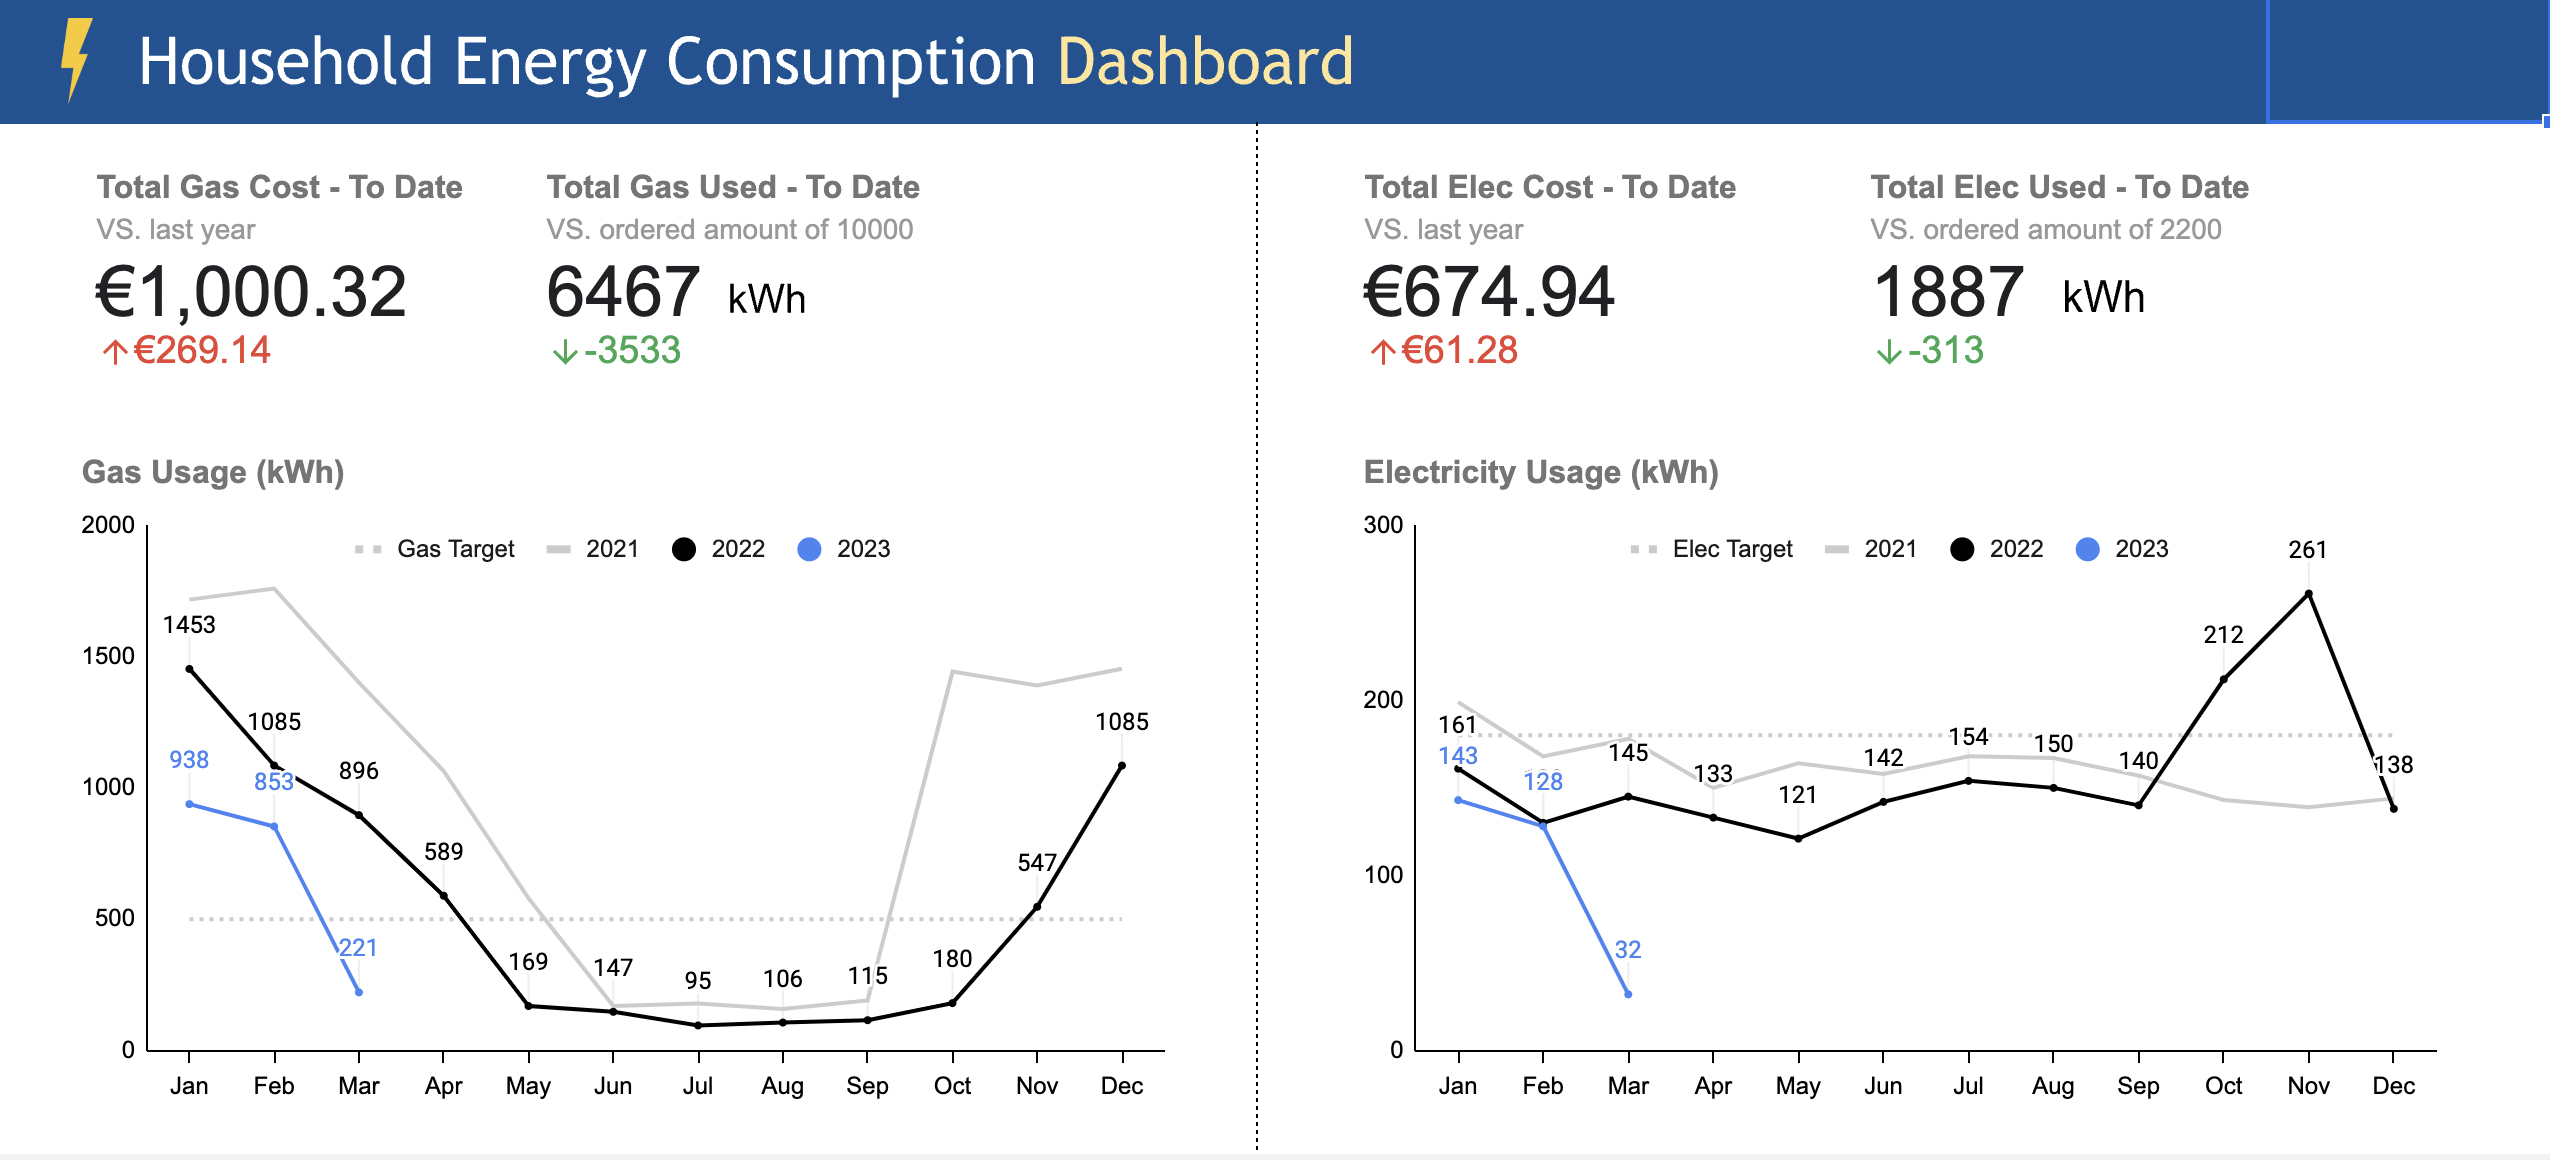 Household Energy Consumption Dashboard
Total Gas Cost - To Date
VS. last year
€1,000.32
↑€269.14
Total Gas Used - To Date
VS. ordered amount of 10000
6467 kWh
↓-3533
Gas Usage (kWh)
Gas Target 2021 2022 2023
2000
1500
1000
500
0
1453
1085
896
589
169
147
95
106
115
180
547
1085
938
853
221
Jan Feb Mar Apr May Jun Jul Aug Sep Oct Nov Dec
Total Elec Cost - To Date
VS. last year
€674.94
↑€61.28
Total Elec Used - To Date
VS. ordered amount of 2200
1887 kWh
↓-313
Electricity Usage (kWh)
Elec Target 2021 2022 2023
300
200
100
0
161
145
133
121
142
154
150
140
212
261
138
143
128
32
Jan Feb Mar Apr May Jun Jul Aug Sep Oct Nov Dec